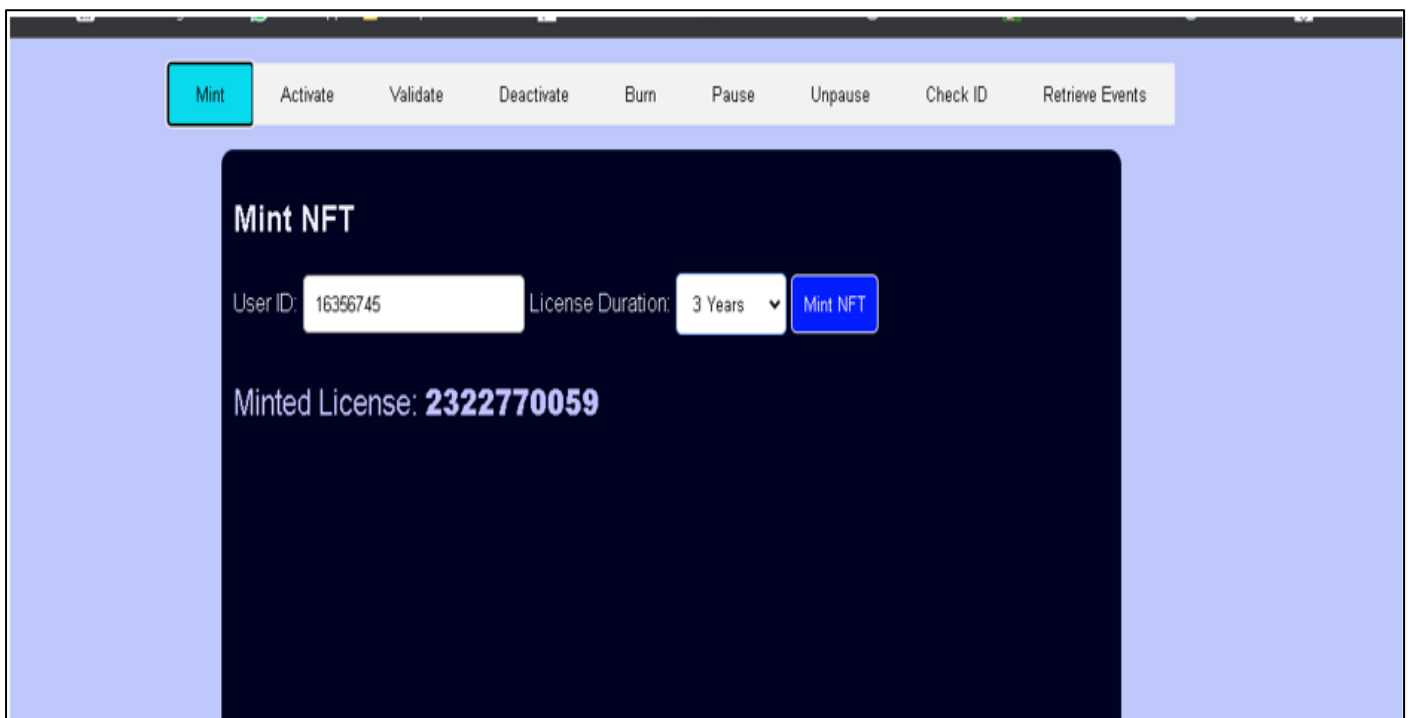 Mint Activate Validate Deactivate Burn Pause Unpause Check ID Retrieve Events
Mint NFT
User ID: 16356745 License Duration: 3 Years Mint NFT
Minted License: 2322770059